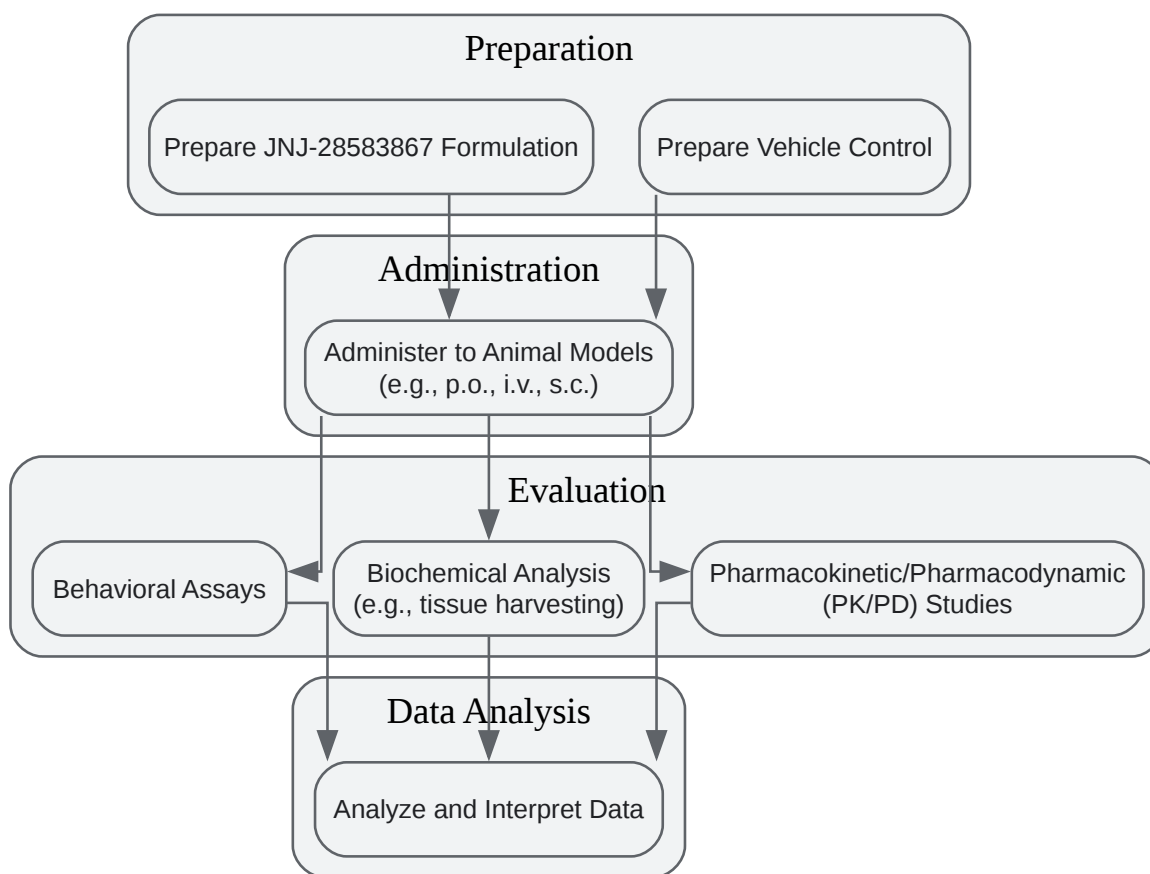 Preparation
Prepare JNJ-28583867 Formulation
Prepare Vehicle Control
Administration
Administer to Animal Models
(e.g., p.o., i.v., s.c.)
Evaluation
Behavioral Assays
Biochemical Analysis
(e.g., tissue harvesting)
Pharmacokinetic/Pharmacodynamic
(PK/PD) Studies
Data Analysis
Analyze and Interpret Data